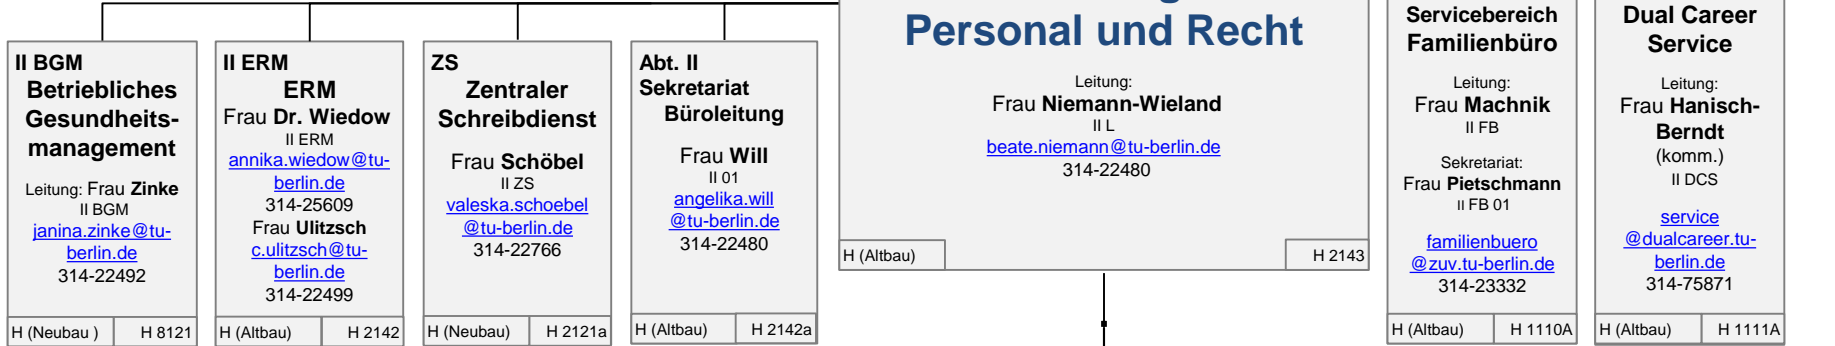 II BGM
Betriebliches
Gesundheits-
management
Leitung: Frau Zinke
II BGM
janina.zinke@tu-
berlin.de
314-22492
H (Neubau )
H 8121
II ERM
ERM
Frau Dr. Wiedow
II ERM
annika.wiedow@tu-
berlin.de
314-25609
Frau Ulitzsch
c.ulitzsch@tu-
berlin.de
314-22499
H (Altbau)
H 2142
ZS
Zentraler
Schreibdienst
Frau Schöbel
II ZS
valeska.schoebel
@tu-berlin.de
314-22766
H (Neubau)
H 2121a
Abt. II
Sekretariat
Büroleitung
Frau Will
II 01
angelika.will
@tu-berlin.de
314-22480
H (Altbau)
H 2142a
Personal und Recht
Leitung:
Frau Niemann-Wieland
II L
beate.niemann@tu-berlin.de
314-22480
H (Altbau)
H 2143
Servicebereich
Familienbüro
Leitung:
Frau Machnik
II FB
Sekretariat:
Frau Pietschmann
II FB 01
familienbuero
@zuv.tu-berlin.de
314-23332
H (Altbau)
H 1110A
Dual Career
Service
Leitung:
Frau Hanisch-
Berndt
(komm.)
II DCS
service
@dualcareer.tu-
berlin.de
314-75871
H (Altbau)
H 1111A